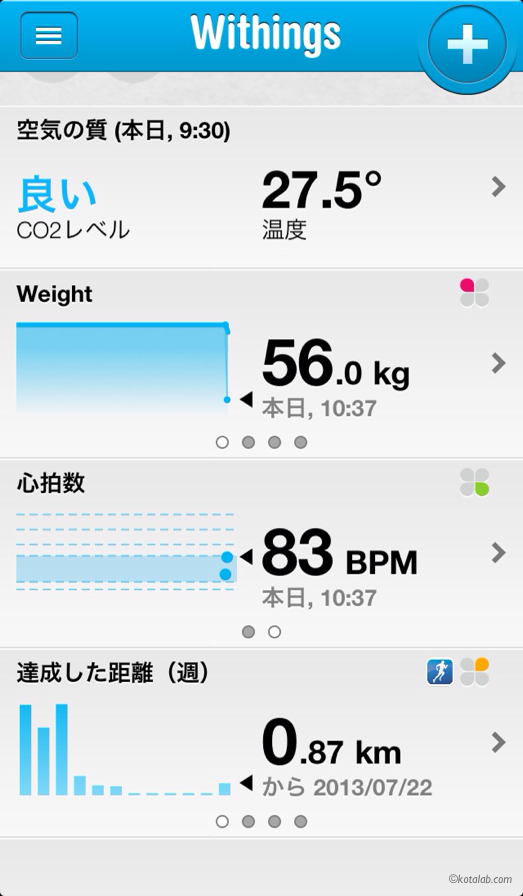 Withings
空気の質 (本日, 9:30)
良い
27.5°
CO2レベル
温度
Weight
56.0 kg
本日, 10:37
心拍数
83 BPM
本日, 10:37
達成した距離（週）
0.87 km
から 2013/07/22
©kotalab.com